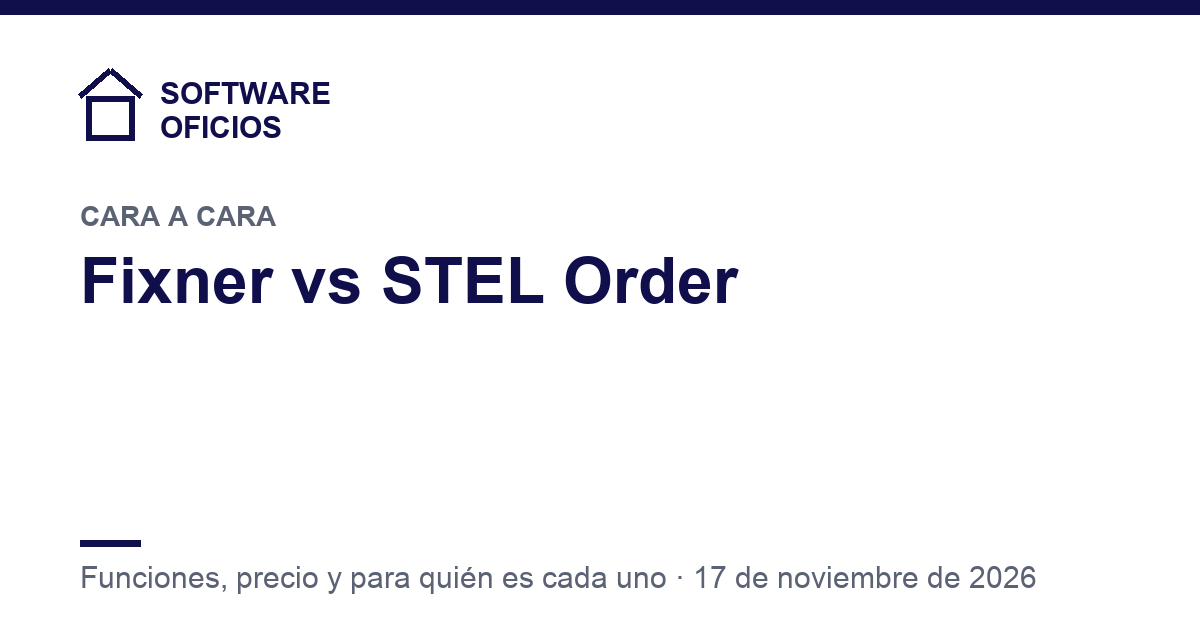 SOFTWARE
OFICIOS
CARA A CARA
Fixner vs STEL Order
Funciones, precio y para quién es cada uno · 17 de noviembre de 2026